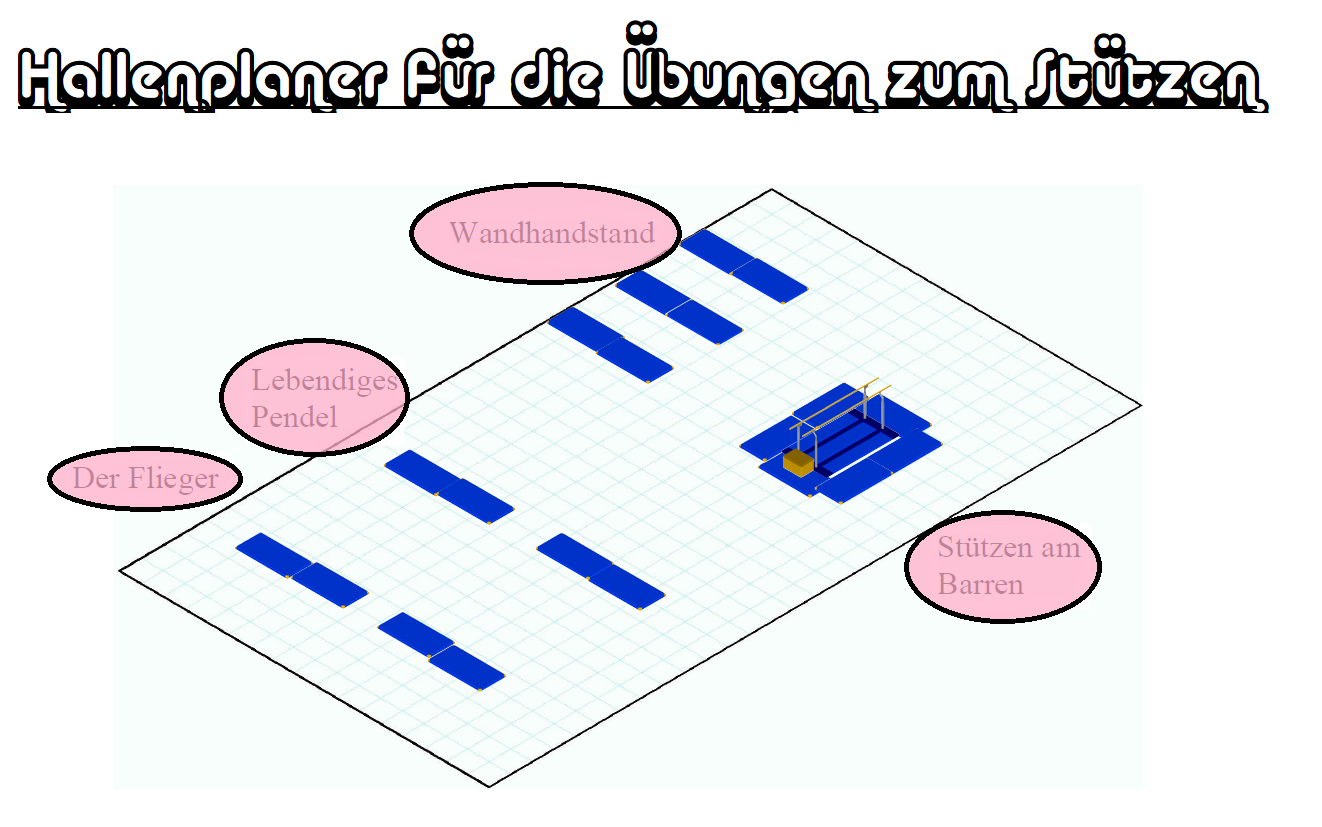 Hallenplaner für die Übungen zum Stützen
Wandhandstand
Lebendiges
Pendel
Der Flieger
Stützen am
Barren